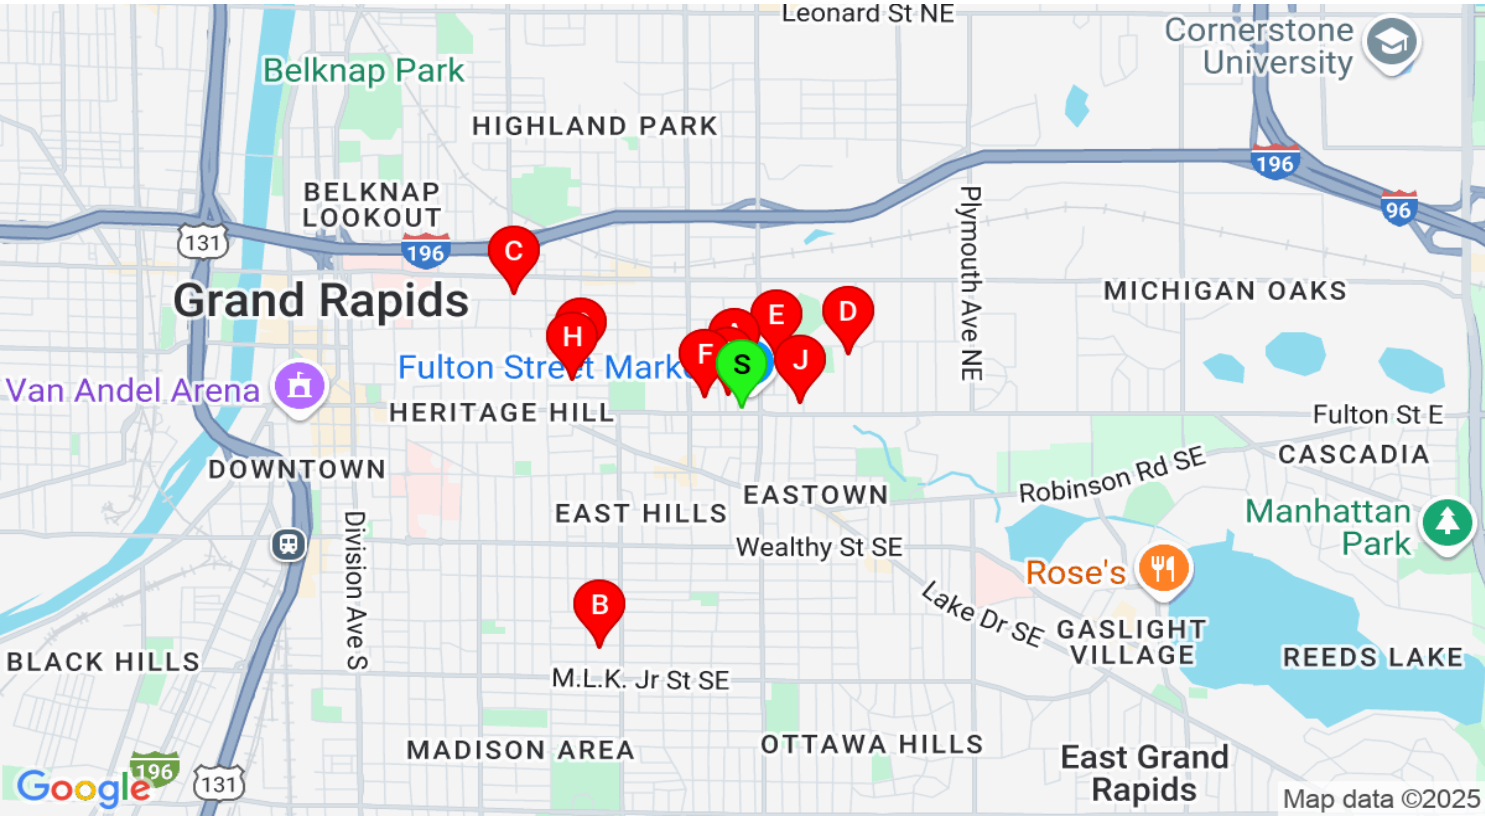 Leonard St NE
Cornerstone
University
Belknap Park
HIGHLAND PARK
196
BELKNAP
LOOKOUT
Plymouth Ave NE
96
131
196
C
Grand Rapids
MICHIGAN OAKS
E
D
A
H
F
S
J
Fulton Street
Van Andel Arena
HERITAGE HILL
Fulton St E
CASCADIA
DOWNTOWN
Robinson Rd SE
EASTOWN
EAST HILLS
Manhattan
Park
Division Ave S
Wealthy St SE
Rose's
Lake Dr SE
B
GASLIGHT
VILLAGE
BLACK HILLS
REEDS LAKE
M.L.K. Jr St SE
MADISON AREA
OTTAWA HILLS
East Grand
Rapids
196
131
Google
Map data ©2025